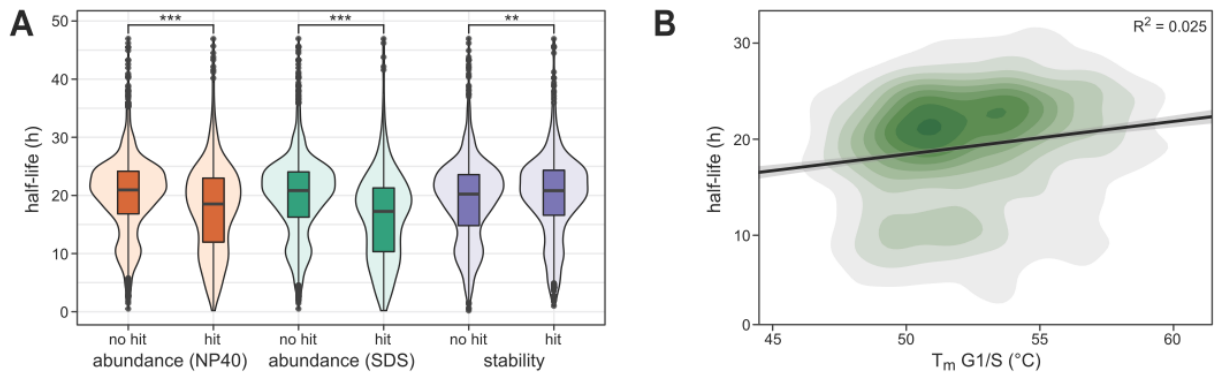 A
50
40
30
20
10
0
half-life (h)
*** *** **
no hit hit no hit hit no hit hit
abundance (NP40) abundance (SDS) stability
B
R² = 0.025
30
20
10
0
half-life (h)
45 50 55 60
Tₘ G1/S (°C)